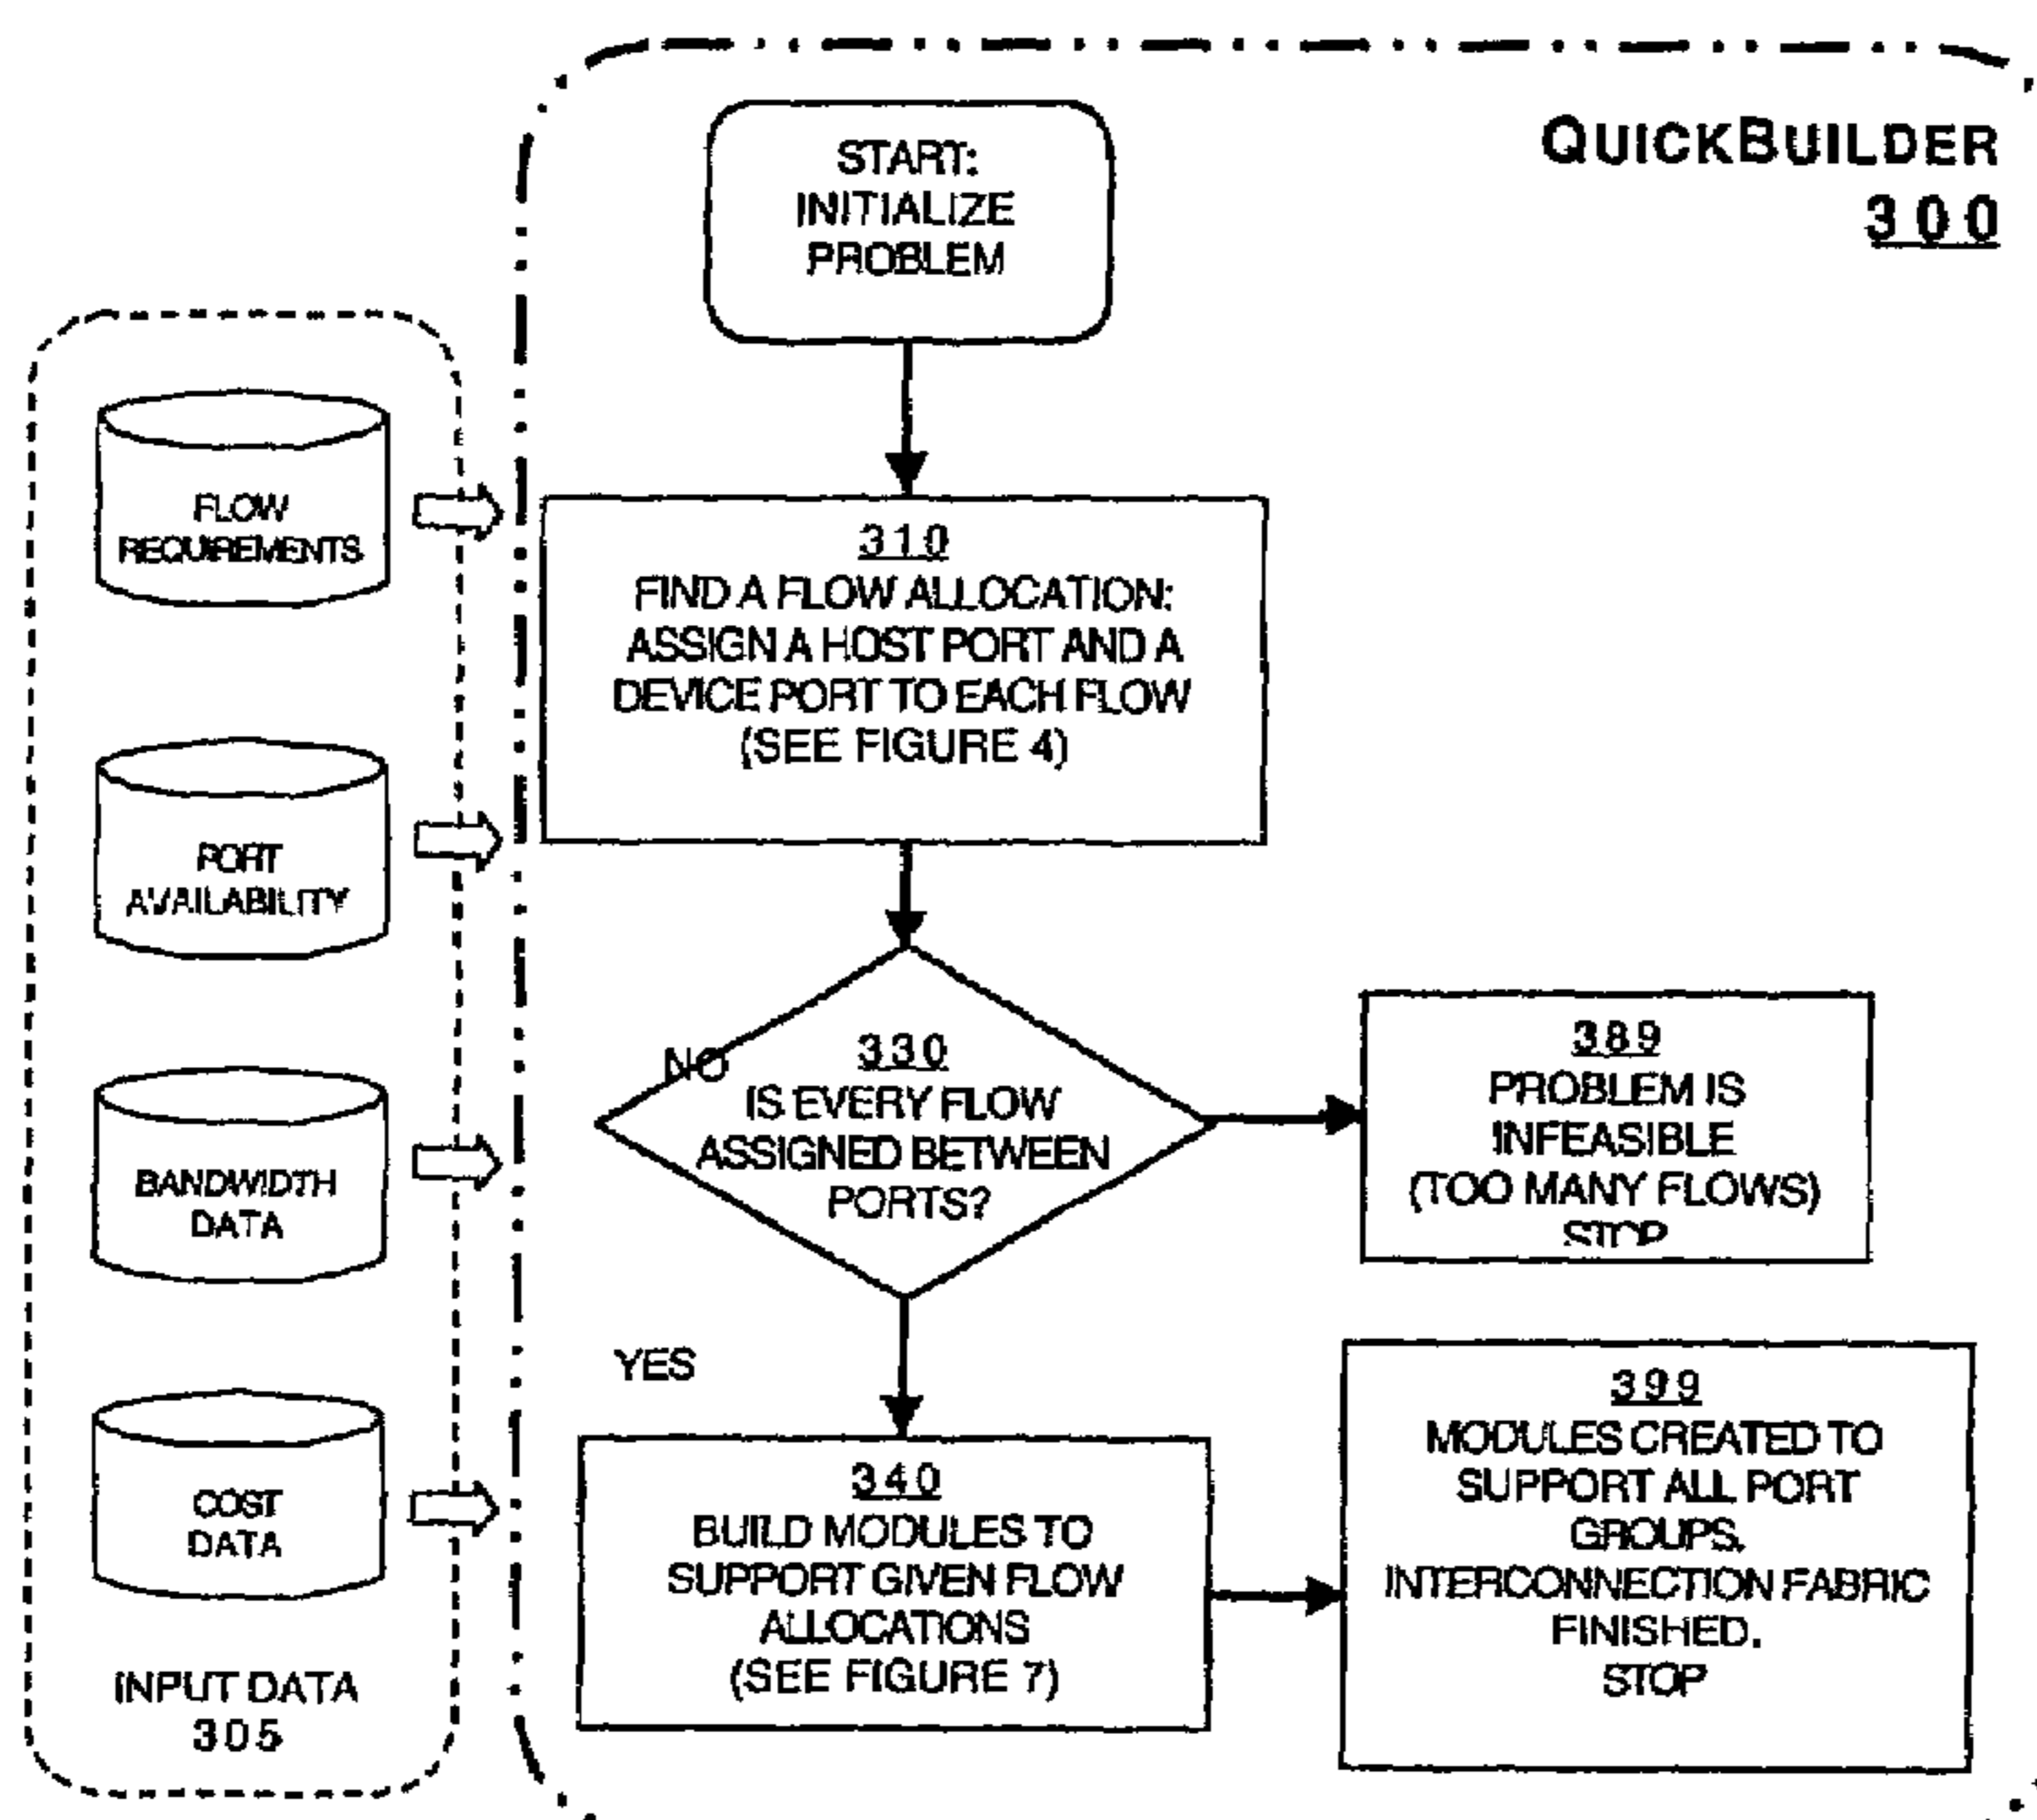 QUICKBUILDER
300
START:
INITIALIZE
PROBLEM
FLOW
REQUIREMENTS
PORT
AVAILABILITY
BANDWIDTH
DATA
COST
DATA
INPUT DATA
305
310
FIND A FLOW ALLOCATION:
ASSIGN A HOST PORT AND A
DEVICE PORT TO EACH FLOW
(SEE FIGURE 4)
NO
330
IS EVERY FLOW
ASSIGNED BETWEEN
PORTS?
389
PROBLEM IS
INFEASIBLE
(TOO MANY FLOWS)
STOP
YES
340
BUILD MODULES TO
SUPPORT GIVEN FLOW
ALLOCATIONS
(SEE FIGURE 7)
399
MODULES CREATED TO
SUPPORT ALL PORT
GROUPS.
INTERCONNECTION FABRIC
FINISHED.
STOP